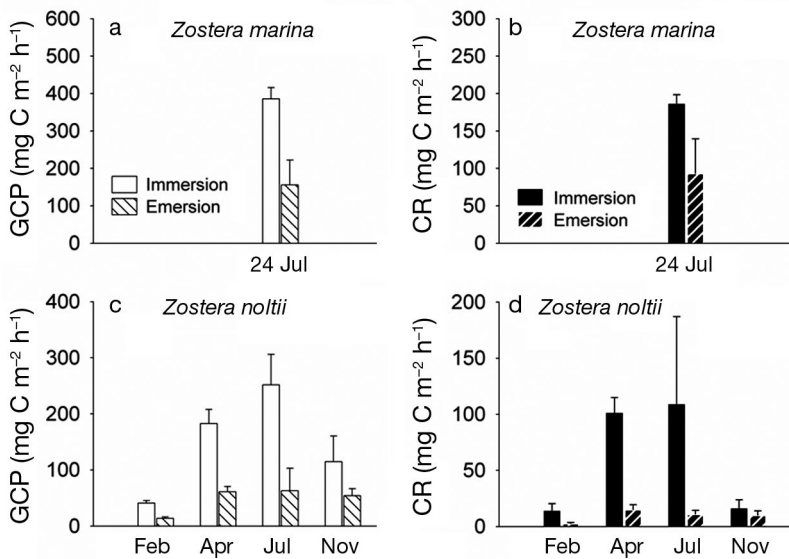 a
Zostera marina
GCP (mg C m⁻² h⁻¹)
600
500
400
300
200
100
0
Immersion
Emersion
24 Jul
b
Zostera marina
CR (mg C m⁻² h⁻¹)
300
250
200
150
100
50
0
Immersion
Emersion
24 Jul
c
Zostera noltii
GCP (mg C m⁻² h⁻¹)
400
300
200
100
0
Feb Apr Jul Nov
d
Zostera noltii
CR (mg C m⁻² h⁻¹)
200
150
100
50
0
Feb Apr Jul Nov